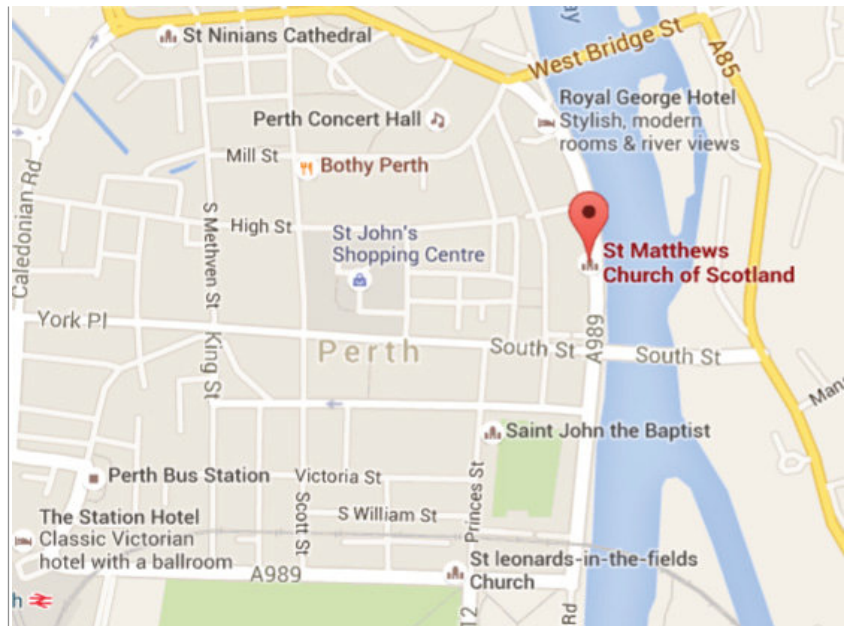 ay
St Ninians Cathedral
West Bridge St
A85
Perth Concert Hall
Royal George Hotel
Stylish, modern
rooms & river views
Mill St
Bothy Perth
Caledonian Rd
S Methven St
High St
St John's
Shopping Centre
St Matthews
Church of Scotland
York Pl
King St
Perth
South St
A989
South St
Man
Saint John the Baptist
Perth Bus Station
Victoria St
Scott St
S William St
Princes St
The Station Hotel
Classic Victorian
hotel with a ballroom
St leonards-in-the-fields
Church
A989
h
12
Rd